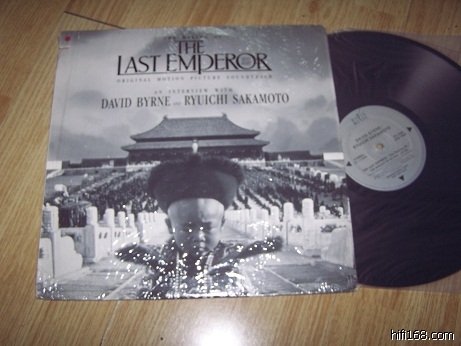 THE
LAST EMPEROR
ORIGINAL MOTION PICTURE SOUNDTRACK
AN INTERVIEW WITH
DAVID BYRNE AND RYUICHI SAKAMOTO
hifi168.com